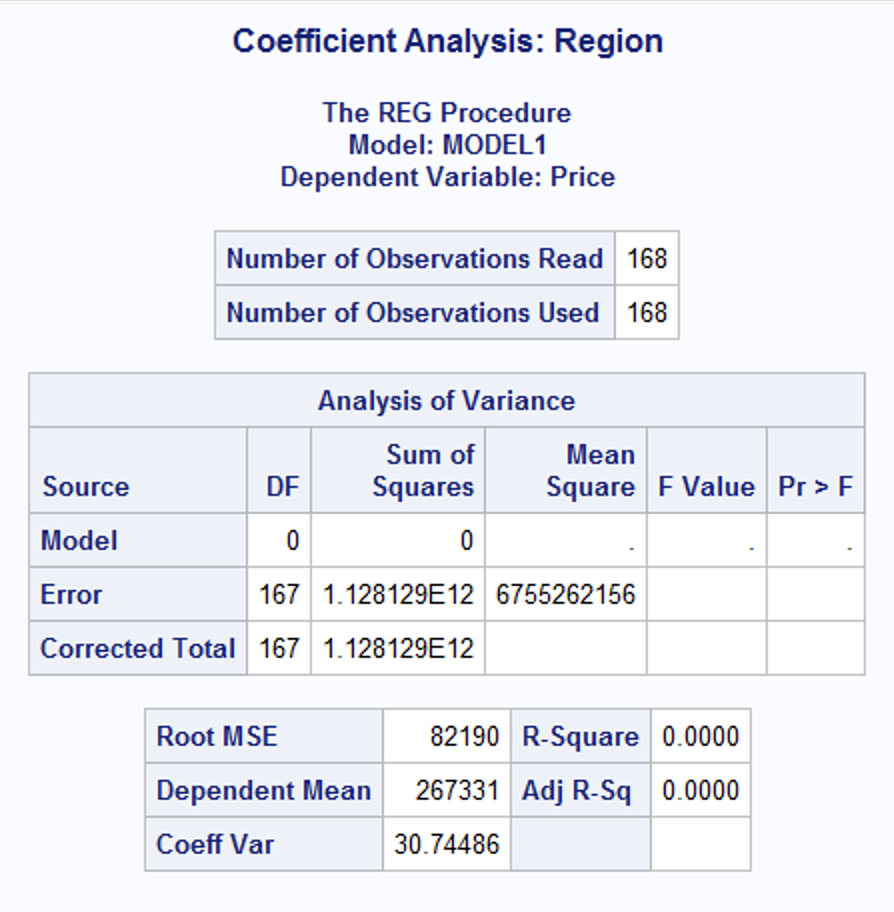 Coefficient Analysis: Region
The REG Procedure
Model: MODEL1
Dependent Variable: Price
Number of Observations Read 168
Number of Observations Used 168
Analysis of Variance
Sum of Mean
Source DF Squares Square F Value Pr > F
Model 0 0 . . .
Error 167 1.128129E12 6755262156
Corrected Total 167 1.128129E12
Root MSE 82190 R-Square 0.0000
Dependent Mean 267331 Adj R-Sq 0.0000
Coeff Var 30.74486